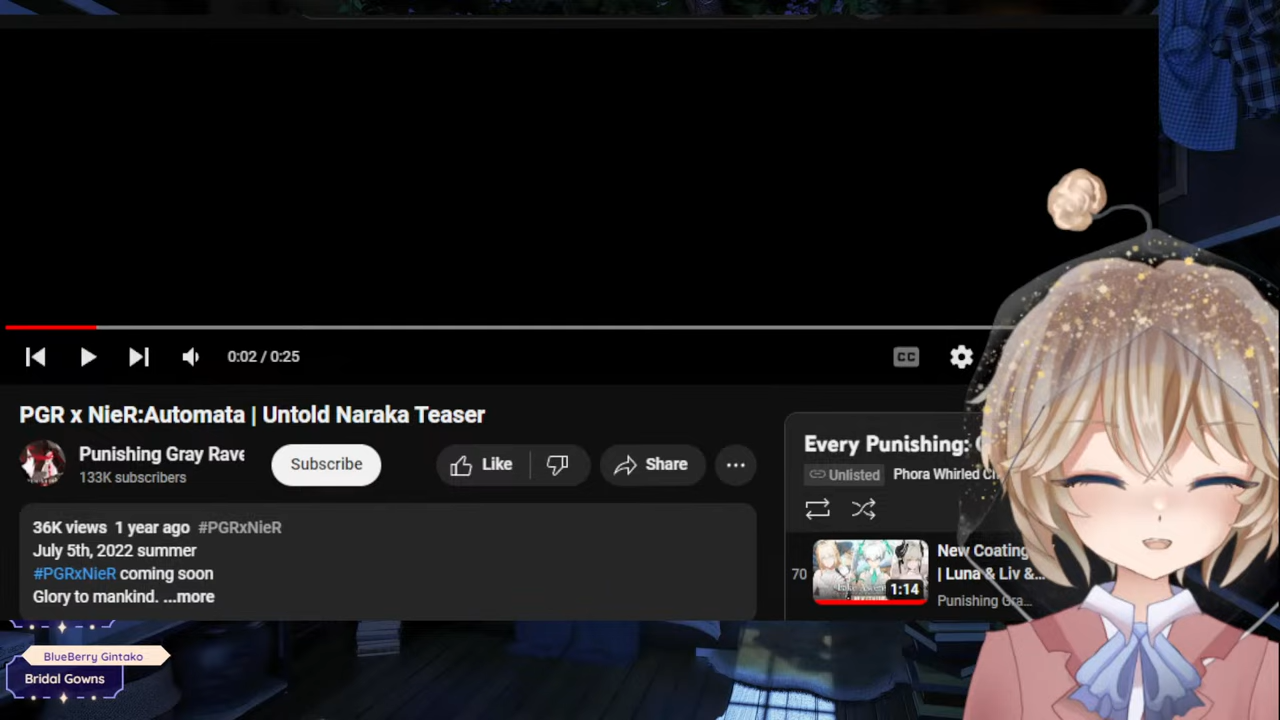 0:02 / 0:25
CC
PGR x NieR:Automata | Untold Naraka Teaser
Punishing Gray Rave
133K subscribers
Subscribe
Like
Share
36K views 1 year ago #PGRxNieR
July 5th, 2022 summer
#PGRxNieR coming soon
Glory to mankind. ...more
Every Punishing:
Unlisted
Phora Whirled
70
1:14
New Coating
| Luna & Liv &...
Punishing Gra...
BlueBerry Gintako
Bridal Gowns